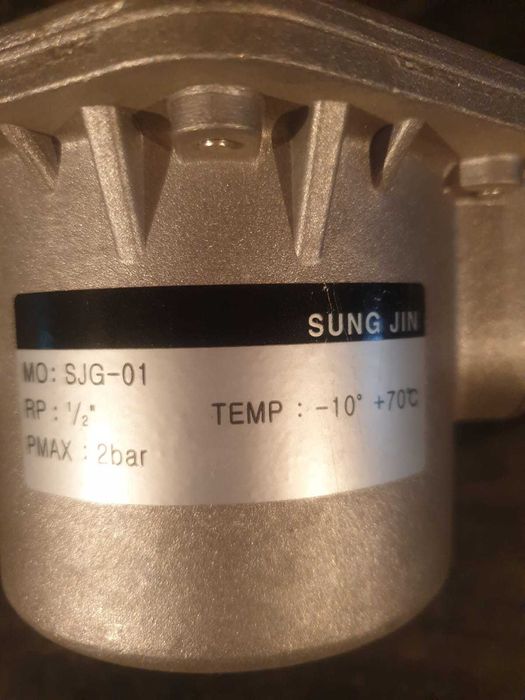 SUNG JIN
MO: SJG-01
RP : 1/2" TEMP : -10° +70℃
PMAX : 2bar